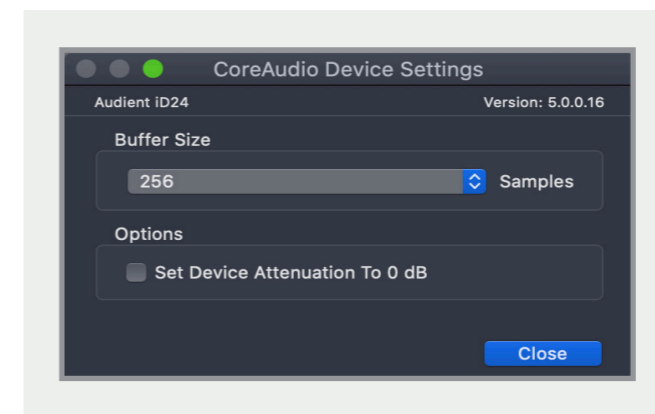 CoreAudio Device Settings
Audient iD24 Version: 5.0.0.16
Buffer Size
256 Samples
Options
Set Device Attenuation To 0 dB
Close